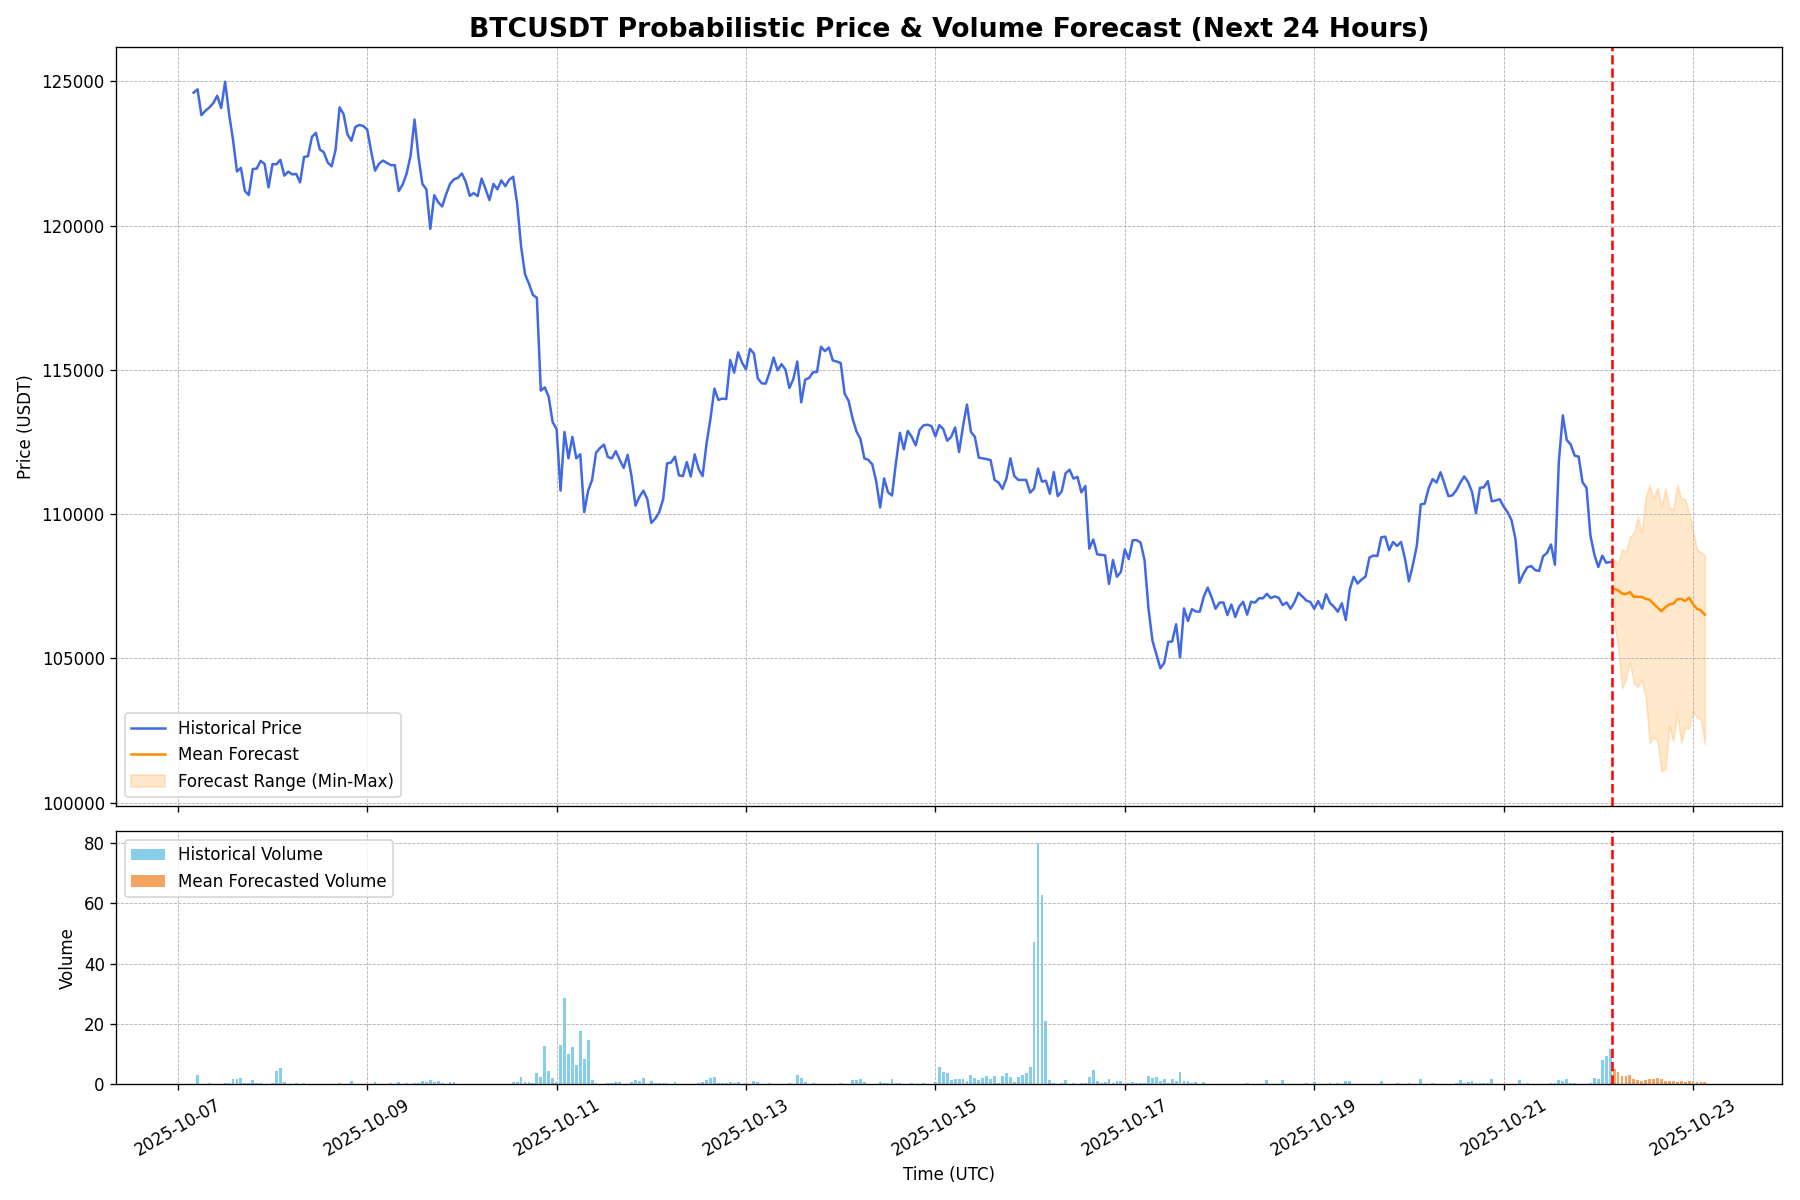 BTCUSDT Probabilistic Price & Volume Forecast (Next 24 Hours)
125000
120000
115000
110000
105000
100000
Price (USDT)
Historical Price
Mean Forecast
Forecast Range (Min-Max)
80
60
40
20
0
Volume
Historical Volume
Mean Forecasted Volume
2025-10-07
2025-10-09
2025-10-11
2025-10-13
2025-10-15
2025-10-17
2025-10-19
2025-10-21
2025-10-23
Time (UTC)